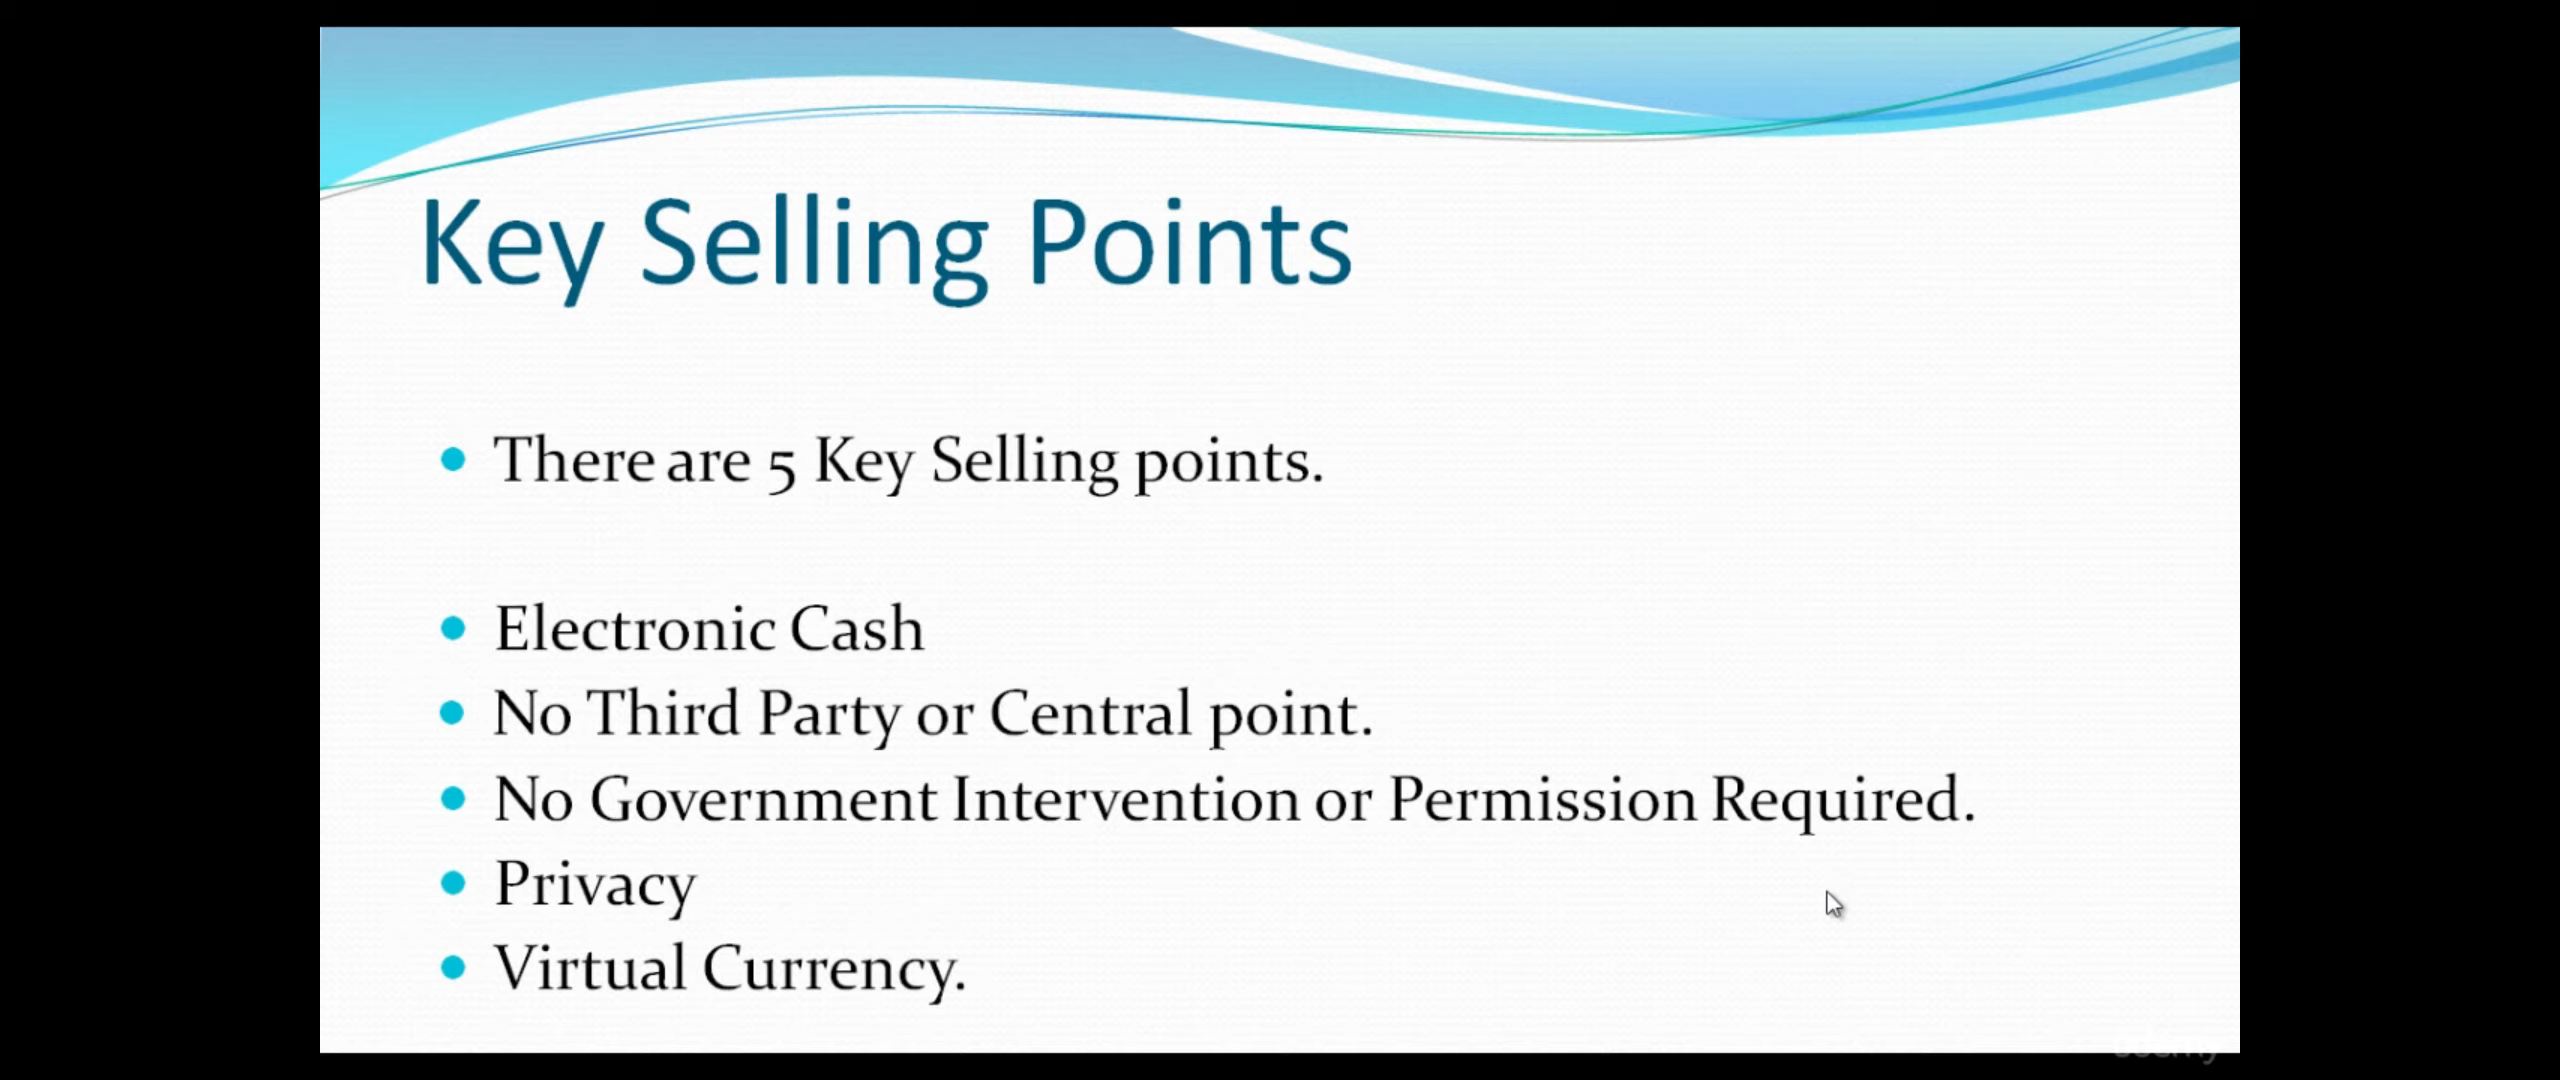 Key Selling Points
There are 5 Key Selling points.
Electronic Cash
No Third Party or Central point.
No Government Intervention or Permission Required.
Privacy
Virtual Currency.